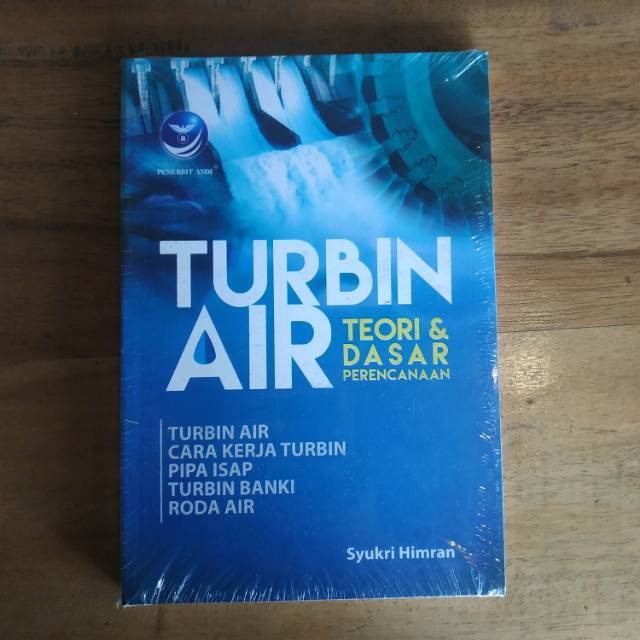 PENERBIT ANDI
TURBIN
AIR
TEORI &
DASAR
PERENCANAAN
TURBIN AIR
CARA KERJA TURBIN
PIPA ISAP
TURBIN BANKI
RODA AIR
Syukri Himran